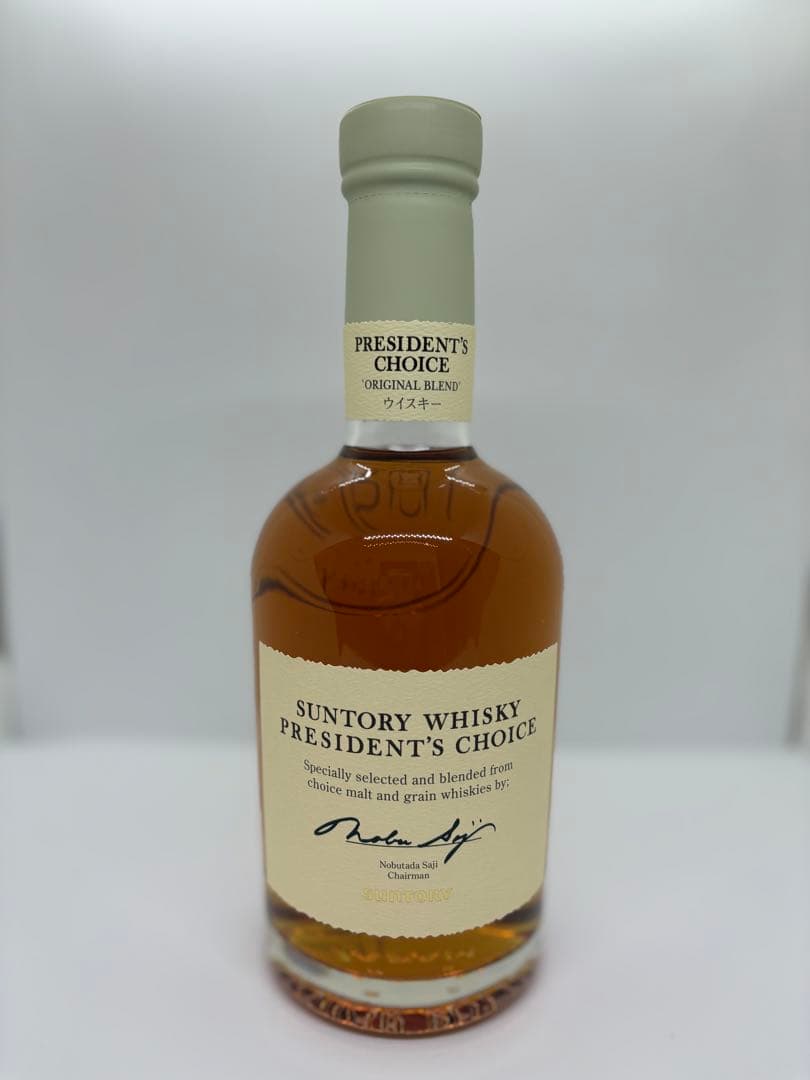 PRESIDENT'S
CHOICE
'ORIGINAL BLEND'
ウイスキー
SUNTORY WHISKY
PRESIDENT'S CHOICE
Specially selected and blended from
choice malt and grain whiskies by;
Nobu Saji
Nobutada Saji
Chairman
SUNTORY